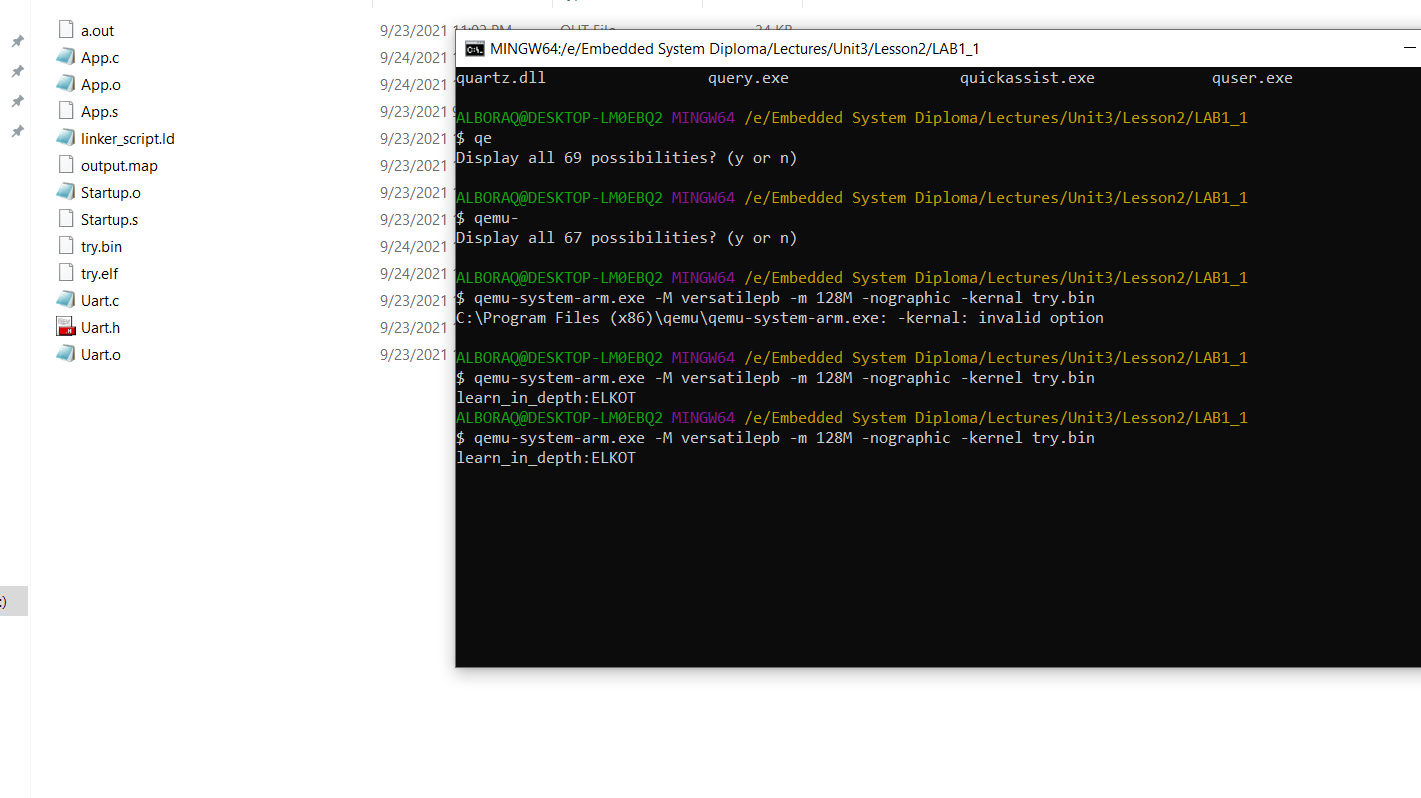 a.out 9/23/2021 11:02 PM OUT File 34 KB
App.c 9/24/2021
App.o 9/24/2021
App.s 9/23/2021
linker_script.ld 9/23/2021
output.map 9/24/2021
Startup.o 9/23/2021
Startup.s 9/23/2021
try.bin 9/24/2021
try.elf 9/24/2021
Uart.c 9/23/2021
Uart.h 9/23/2021
Uart.o 9/23/2021
:)
MINGW64:/e/Embedded System Diploma/Lectures/Unit3/Lesson2/LAB1_1
quartz.dll query.exe quickassist.exe quser.exe
ALBORAQ@DESKTOP-LM0EBQ2 MINGW64 /e/Embedded System Diploma/Lectures/Unit3/Lesson2/LAB1_1
$ qe
Display all 69 possibilities? (y or n)
ALBORAQ@DESKTOP-LM0EBQ2 MINGW64 /e/Embedded System Diploma/Lectures/Unit3/Lesson2/LAB1_1
$ qemu-
Display all 67 possibilities? (y or n)
ALBORAQ@DESKTOP-LM0EBQ2 MINGW64 /e/Embedded System Diploma/Lectures/Unit3/Lesson2/LAB1_1
$ qemu-system-arm.exe -M versatilepb -m 128M -nographic -kernal try.bin
C:\Program Files (x86)\qemu\qemu-system-arm.exe: -kernal: invalid option
ALBORAQ@DESKTOP-LM0EBQ2 MINGW64 /e/Embedded System Diploma/Lectures/Unit3/Lesson2/LAB1_1
$ qemu-system-arm.exe -M versatilepb -m 128M -nographic -kernel try.bin
learn_in_depth:ELKOT
ALBORAQ@DESKTOP-LM0EBQ2 MINGW64 /e/Embedded System Diploma/Lectures/Unit3/Lesson2/LAB1_1
$ qemu-system-arm.exe -M versatilepb -m 128M -nographic -kernel try.bin
learn_in_depth:ELKOT